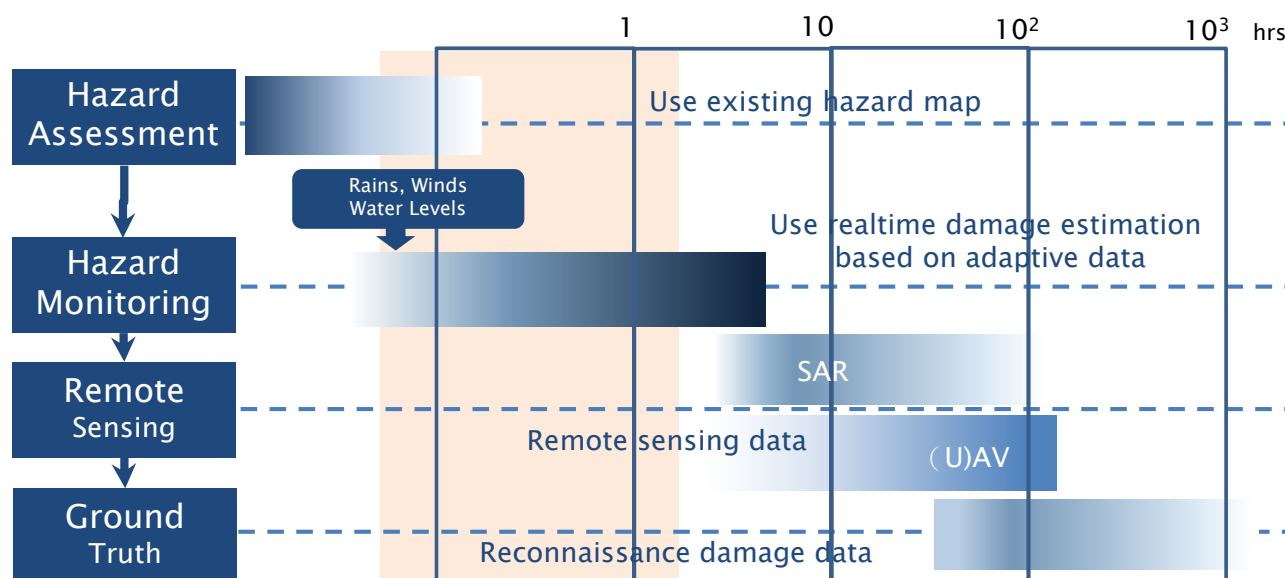 1 10 10² 10³ hrs
Hazard
Assessment
Use existing hazard map
Rains, Winds
Water Levels
Hazard
Monitoring
Use realtime damage estimation
based on adaptive data
Remote
Sensing
SAR
Remote sensing data
（U)AV
Ground
Truth
Reconnaissance damage data